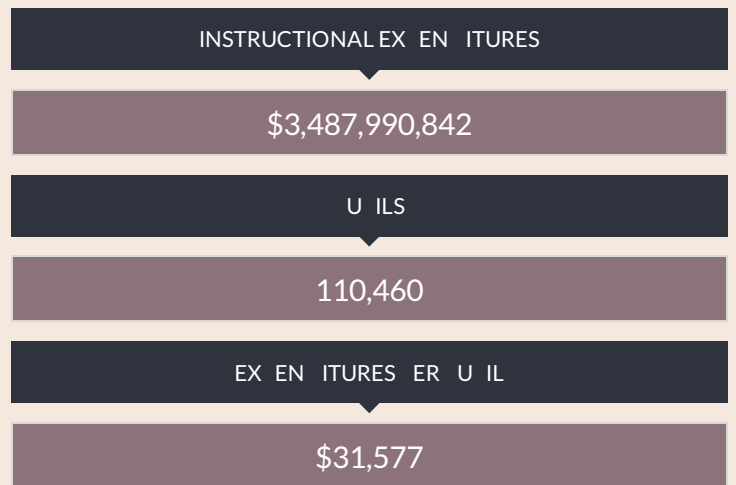 INSTRUCTIONAL EX EN ITURES
$3,487,990,842
U ILS
110,460
EX EN ITURES ER U IL
$31,577